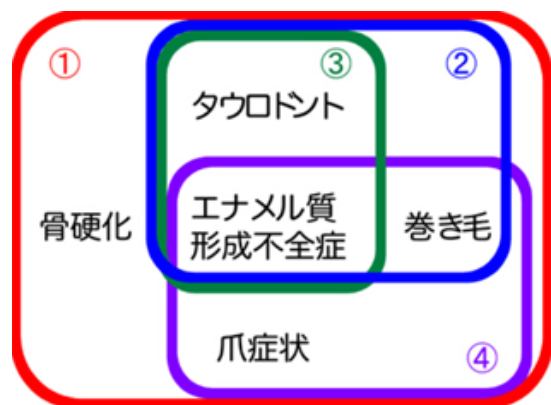 ① ③ ②
タウロドント
骨硬化 エナメル質 巻き毛
形成不全症
爪症状 ④